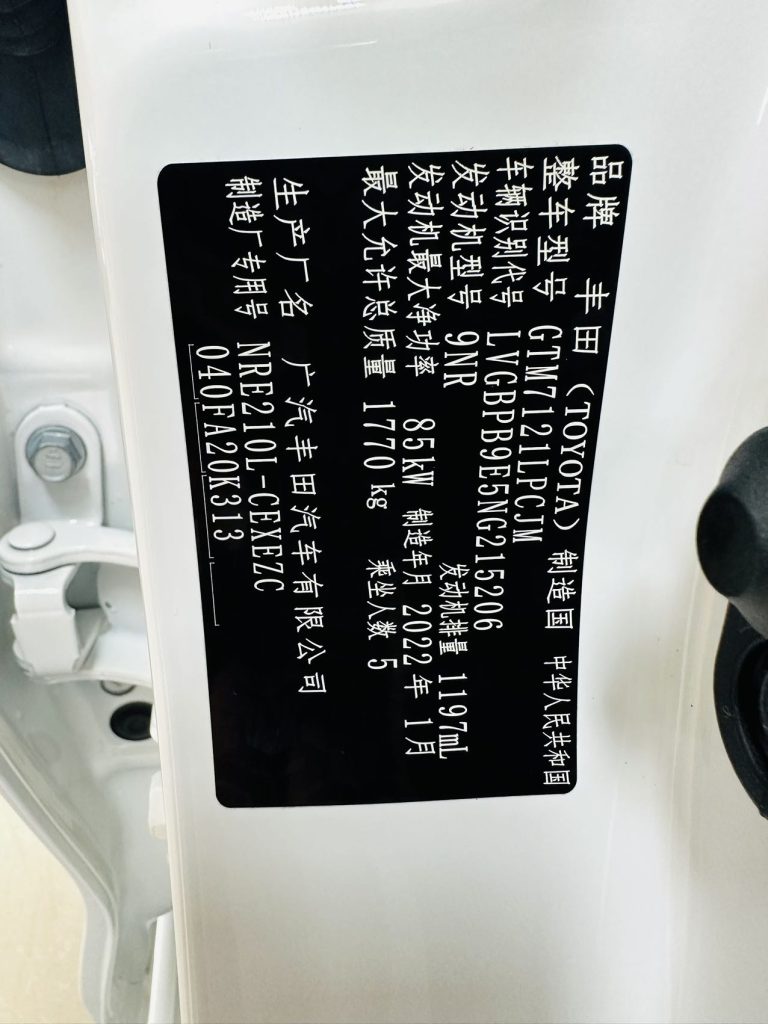 品牌 丰田（TOYOTA） 制造国 中华人民共和国
整车型号 GTM7121LPCJM
车辆识别代号 LVGBPB9E5NG215206
发动机型号 9NR 发动机排量 1197mL
发动机最大净功率 85kW 制造年月 2022年1月
最大允许总质量 1770kg 乘坐人数 5
生产厂名 广汽丰田汽车有限公司
制造厂专用号 NRE210L-CEXEZC
040FA20K313